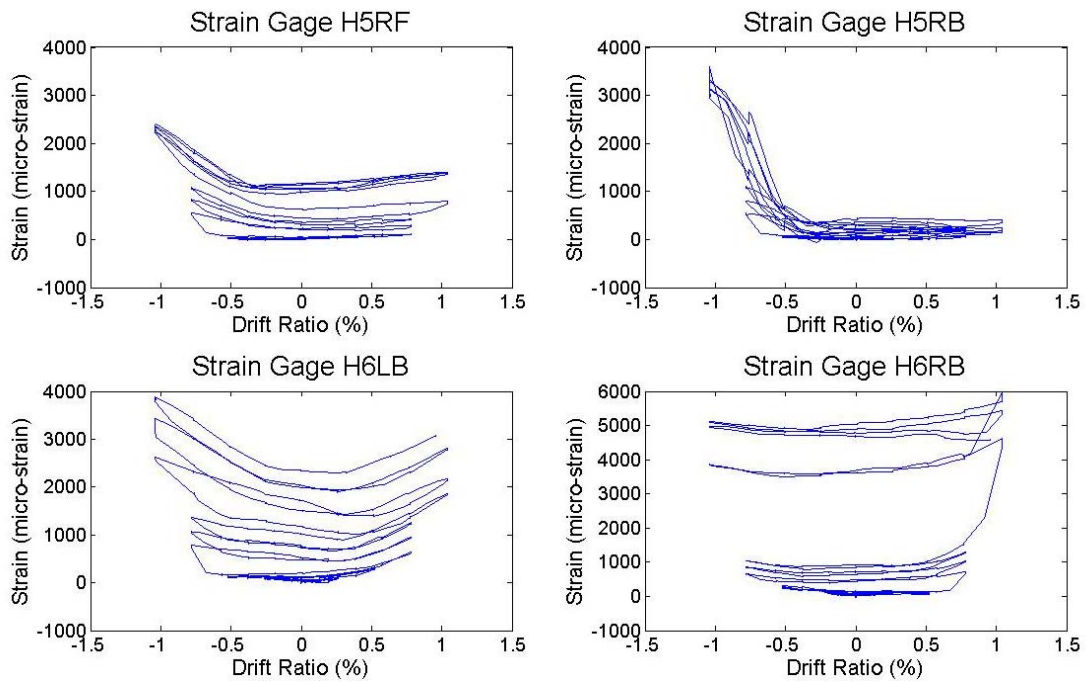 Strain Gage H5RF
Strain (micro-strain)
4000
3000
2000
1000
0
-1000
-1.5 -1 -0.5 0 0.5 1 1.5
Drift Ratio (%)
Strain Gage H5RB
Strain (micro-strain)
4000
3000
2000
1000
0
-1000
-1.5 -1 -0.5 0 0.5 1 1.5
Drift Ratio (%)
Strain Gage H6LB
Strain (micro-strain)
4000
3000
2000
1000
0
-1000
-1.5 -1 -0.5 0 0.5 1 1.5
Drift Ratio (%)
Strain Gage H6RB
Strain (micro-strain)
6000
5000
4000
3000
2000
1000
0
-1000
-1.5 -1 -0.5 0 0.5 1 1.5
Drift Ratio (%)